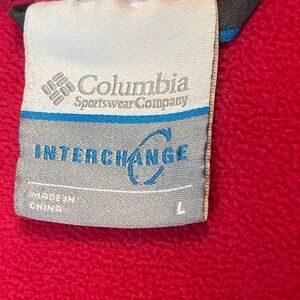 Columbia
Sportswear Company
INTERCHANGE
MADE IN
CHINA
L